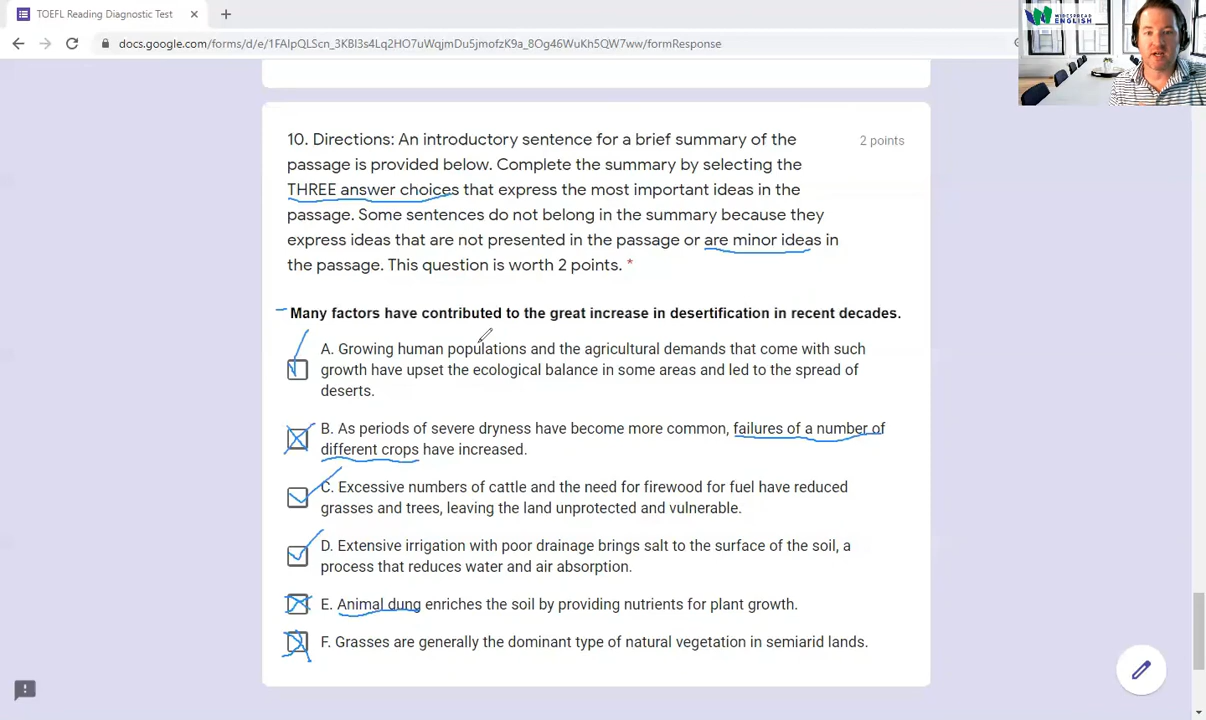 TOEFL Reading Diagnostic Test
docs.google.com/forms/d/e/1FAIpQLScn_3KBl3s4Lq2HO7uWqjmDu5jmofzK9a_8Og46WuKh5QW7ww/formResponse
WIDESPREAD
ENGLISH
10. Directions: An introductory sentence for a brief summary of the
2 points
passage is provided below. Complete the summary by selecting the
THREE answer choices that express the most important ideas in the
passage. Some sentences do not belong in the summary because they
express ideas that are not presented in the passage or are minor ideas in
the passage. This question is worth 2 points. *
Many factors have contributed to the great increase in desertification in recent decades.
A. Growing human populations and the agricultural demands that come with such
growth have upset the ecological balance in some areas and led to the spread of
deserts.
B. As periods of severe dryness have become more common, failures of a number of
different crops have increased.
C. Excessive numbers of cattle and the need for firewood for fuel have reduced
grasses and trees, leaving the land unprotected and vulnerable.
D. Extensive irrigation with poor drainage brings salt to the surface of the soil, a
process that reduces water and air absorption.
E. Animal dung enriches the soil by providing nutrients for plant growth.
F. Grasses are generally the dominant type of natural vegetation in semiarid lands.